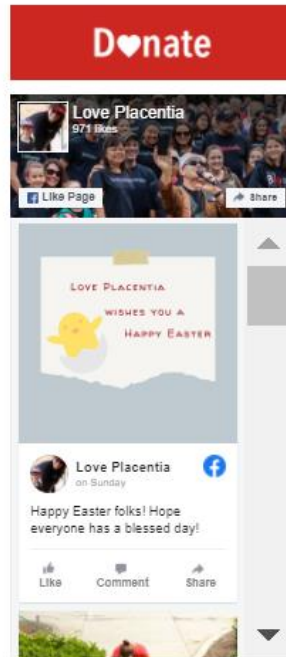 Donate
Love Placentia
971 likes
Like Page
Share
LOVE PLACENTIA
WISHES YOU A
HAPPY EASTER
Love Placentia
on Sunday
Happy Easter folks! Hope
everyone has a blessed day!
Like Comment Share